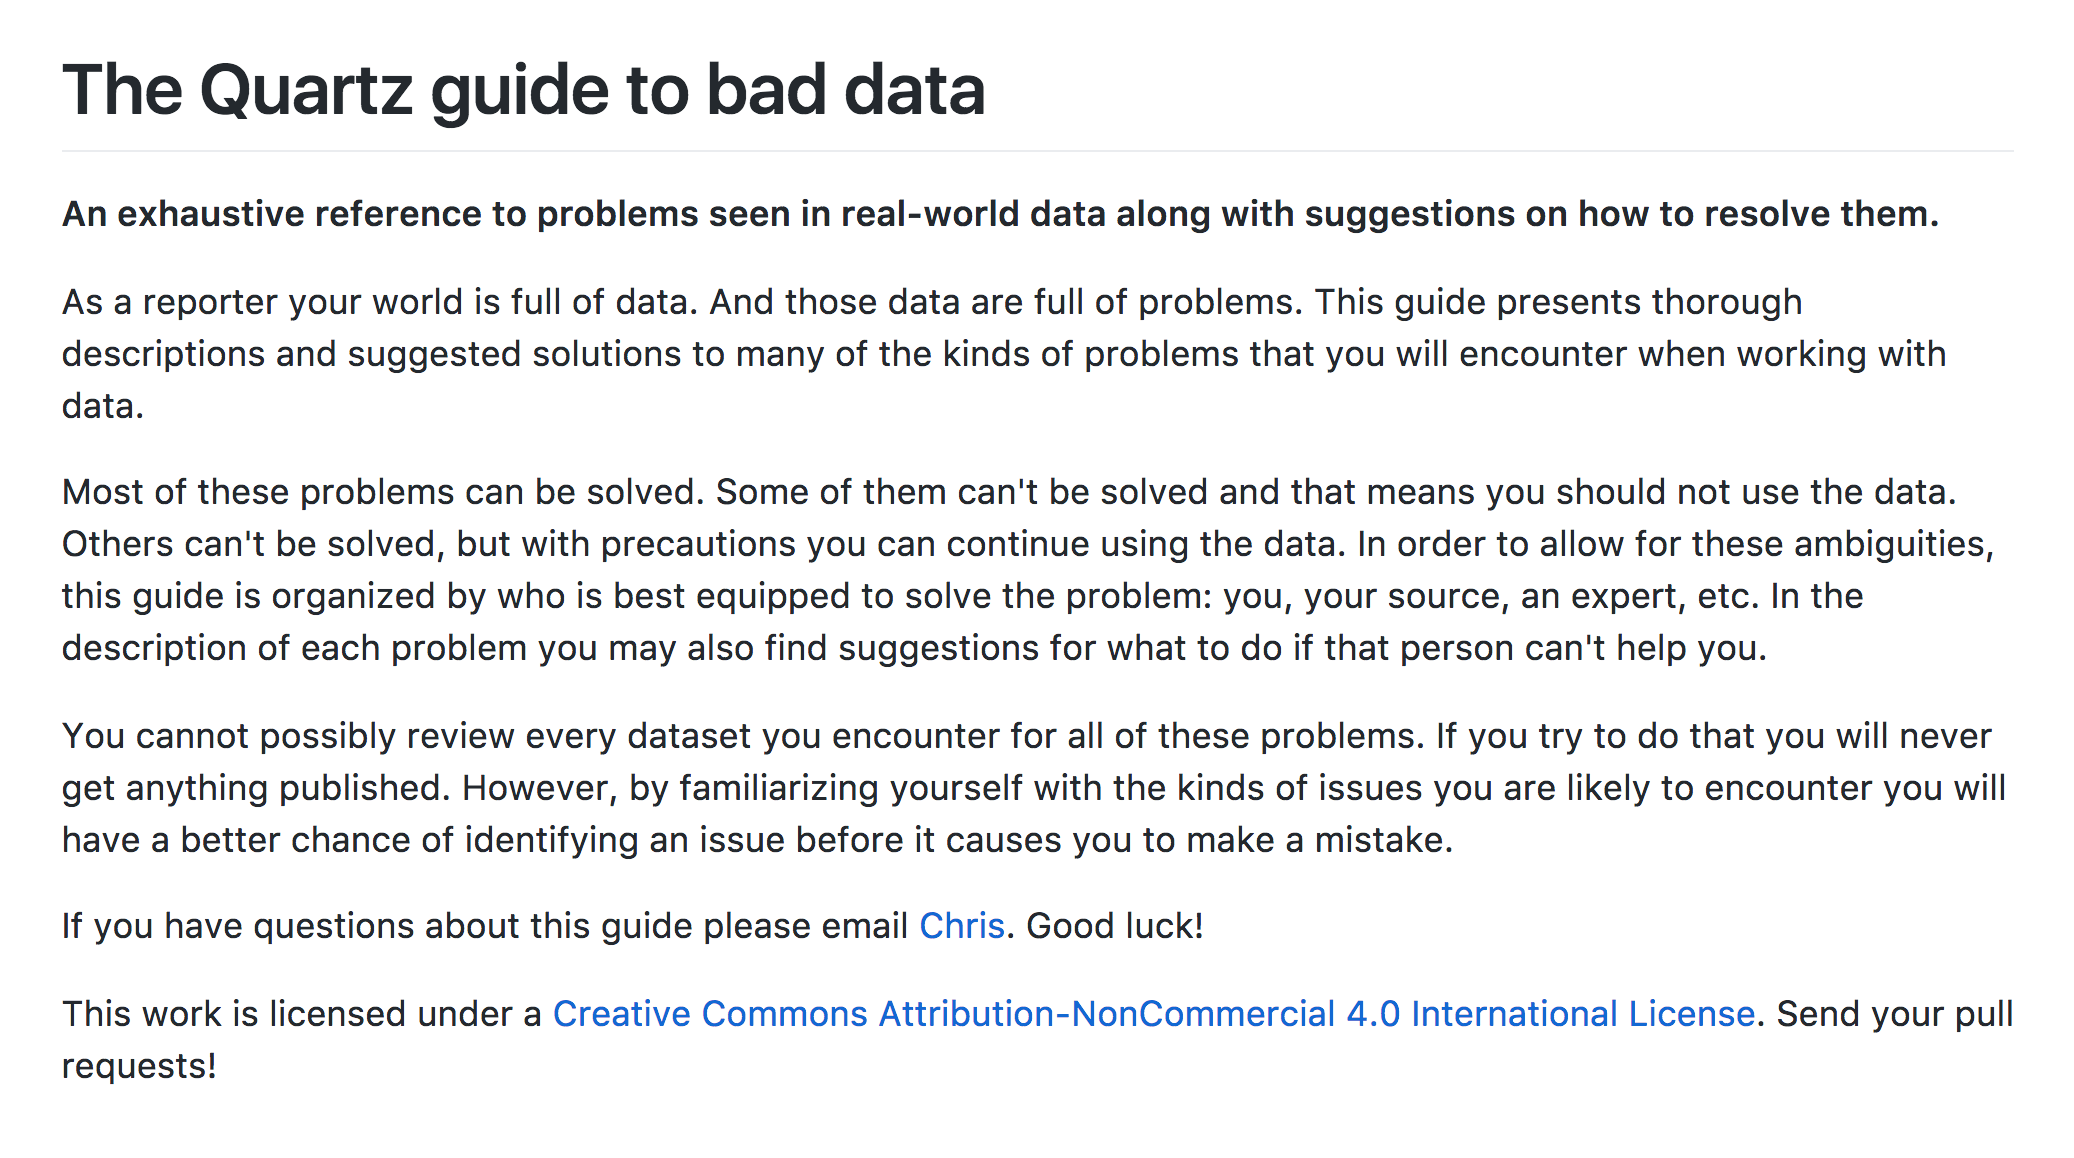 The Quartz guide to bad data
An exhaustive reference to problems seen in real-world data along with suggestions on how to resolve them.
As a reporter your world is full of data. And those data are full of problems. This guide presents thorough
descriptions and suggested solutions to many of the kinds of problems that you will encounter when working with
data.
Most of these problems can be solved. Some of them can't be solved and that means you should not use the data.
Others can't be solved, but with precautions you can continue using the data. In order to allow for these ambiguities,
this guide is organized by who is best equipped to solve the problem: you, your source, an expert, etc. In the
description of each problem you may also find suggestions for what to do if that person can't help you.
You cannot possibly review every dataset you encounter for all of these problems. If you try to do that you will never
get anything published. However, by familiarizing yourself with the kinds of issues you are likely to encounter you will
have a better chance of identifying an issue before it causes you to make a mistake.
If you have questions about this guide please email Chris. Good luck!
This work is licensed under a Creative Commons Attribution-NonCommercial 4.0 International License. Send your pull
requests!